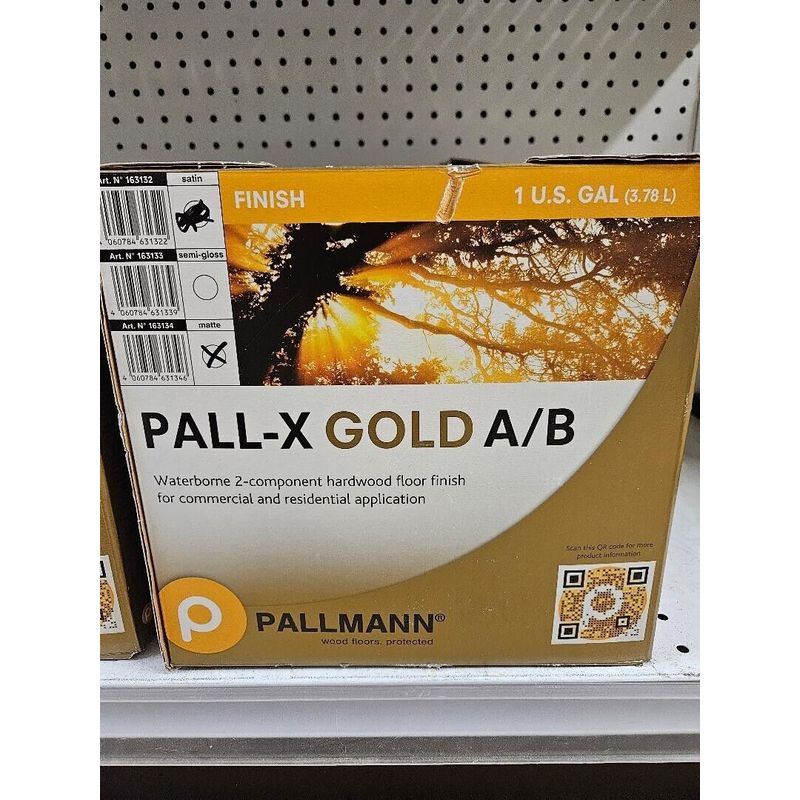 Art. N° 163132 satin
4 060784 631322
Art. N° 163133 semi-gloss
4 060784 631339
Art. N° 163134 matte
4 060784 631346
FINISH
1 U.S. GAL (3.78 L)
PALL-X GOLD A/B
Waterborne 2-component hardwood floor finish
for commercial and residential application
Scan this QR code for more
product information
P
PALLMANN®
wood floors. protected